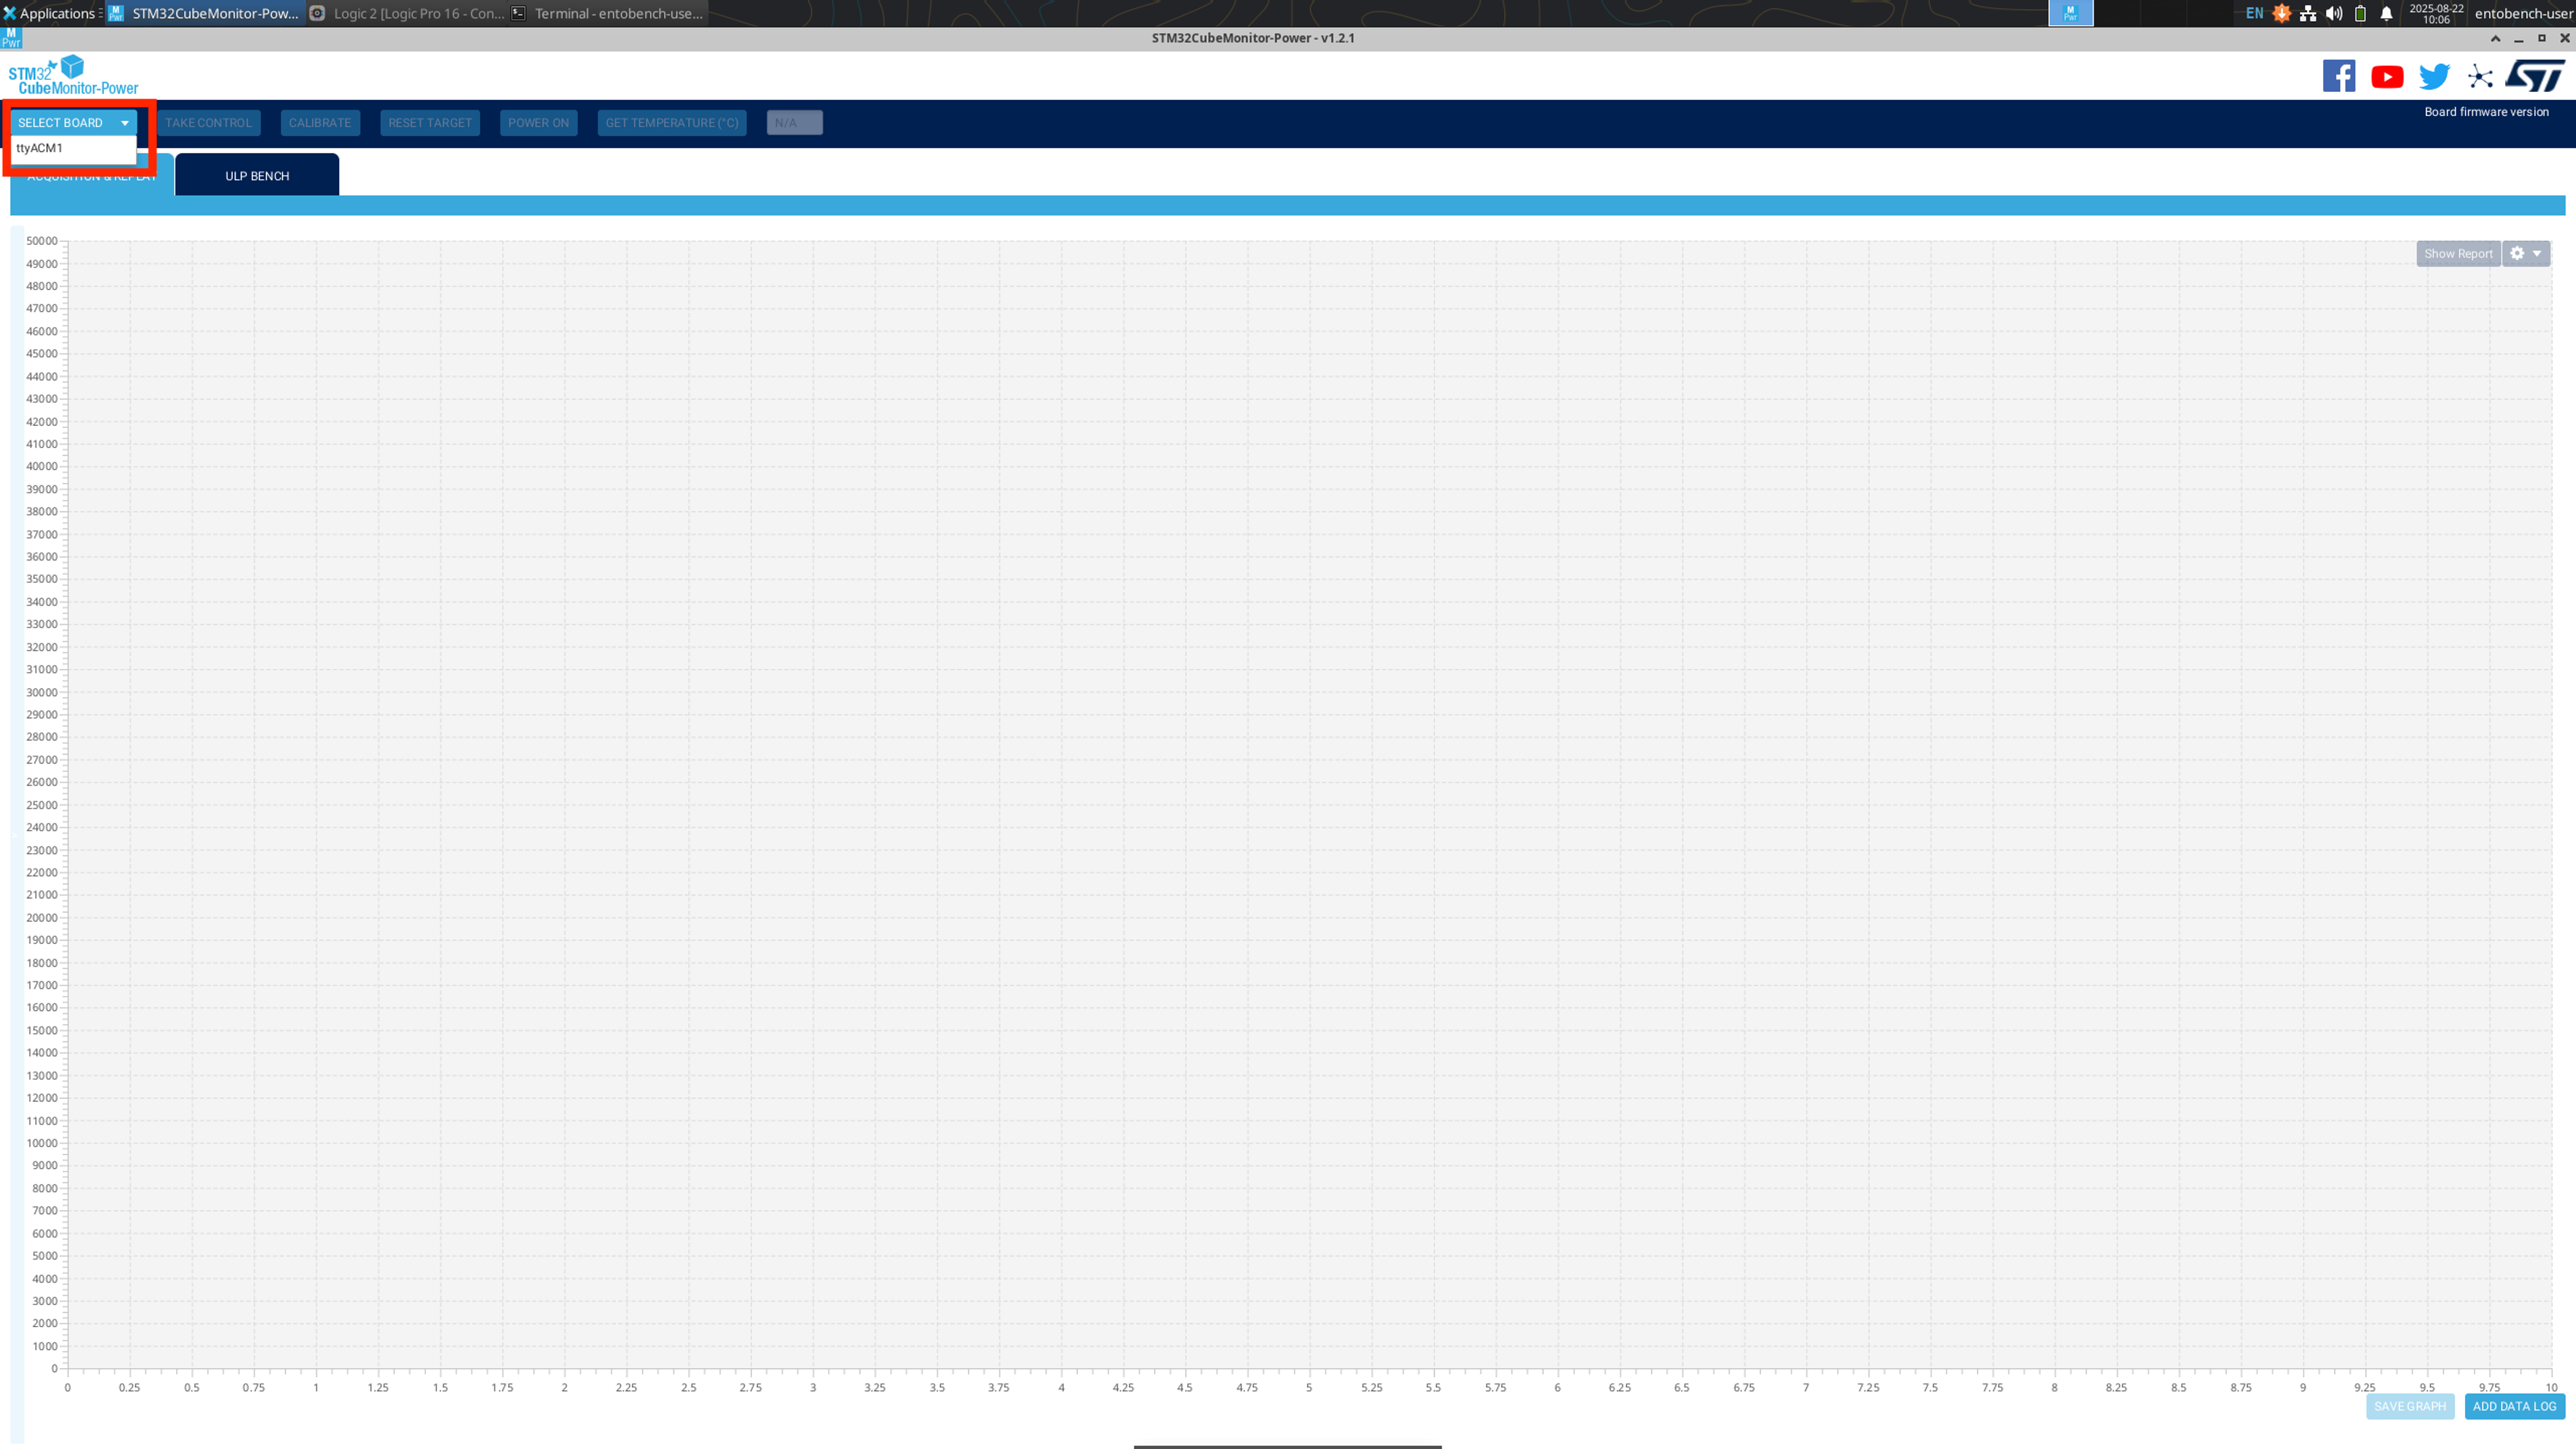 Applications
STM32CubeMonitor-Pow...
Logic 2 [Logic Pro 16 - Con...
Terminal - entobench-use...
EN
2025-08-22
10:06
entobench-user
M
Pwr
STM32CubeMonitor-Power - v1.2.1
STM32
CubeMonitor-Power
SELECT BOARD
TAKE CONTROL
CALIBRATE
RESET TARGET
POWER ON
GET TEMPERATURE (°C)
N/A
Board firmware version
ttyACM1
ACQUISITION & REPLAY
ULP BENCH
Show Report
50000
49000
48000
47000
46000
45000
44000
43000
42000
41000
40000
39000
38000
37000
36000
35000
34000
33000
32000
31000
30000
29000
28000
27000
26000
25000
24000
23000
22000
21000
20000
19000
18000
17000
16000
15000
14000
13000
12000
11000
10000
9000
8000
7000
6000
5000
4000
3000
2000
1000
0
0 0.25 0.5 0.75 1 1.25 1.5 1.75 2 2.25 2.5 2.75 3 3.25 3.5 3.75 4 4.25 4.5 4.75 5 5.25 5.5 5.75 6 6.25 6.5 6.75 7 7.25 7.5 7.75 8 8.25 8.5 8.75 9 9.25 9.5 9.75 10
SAVE GRAPH
ADD DATA LOG